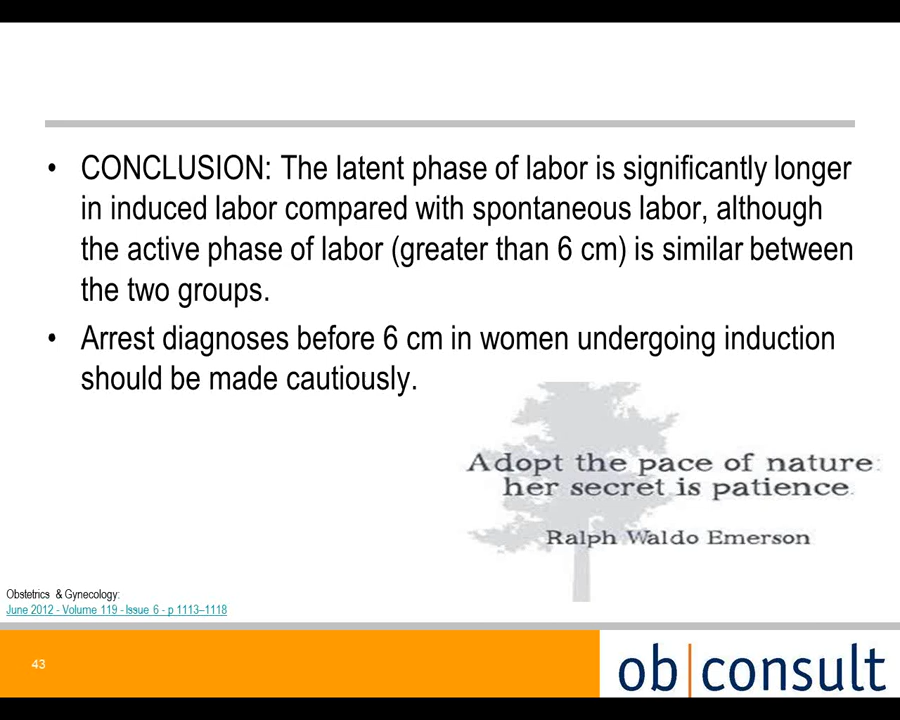 • CONCLUSION: The latent phase of labor is significantly longer
in induced labor compared with spontaneous labor, although
the active phase of labor (greater than 6 cm) is similar between
the two groups.
• Arrest diagnoses before 6 cm in women undergoing induction
should be made cautiously.
Adopt the pace of nature:
her secret is patience.
Ralph Waldo Emerson
Obstetrics & Gynecology:
June 2012 - Volume 119 - Issue 6 - p 1113–1118
43
ob|consult